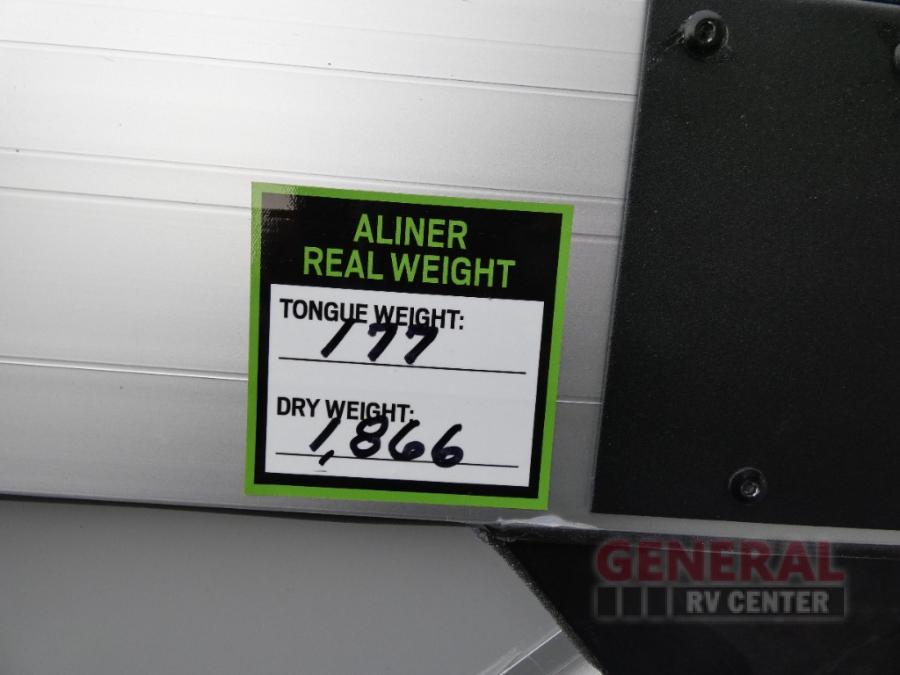 ALINER
REAL WEIGHT
TONGUE WEIGHT:
177
DRY WEIGHT:
1,866
GENERAL
RV CENTER